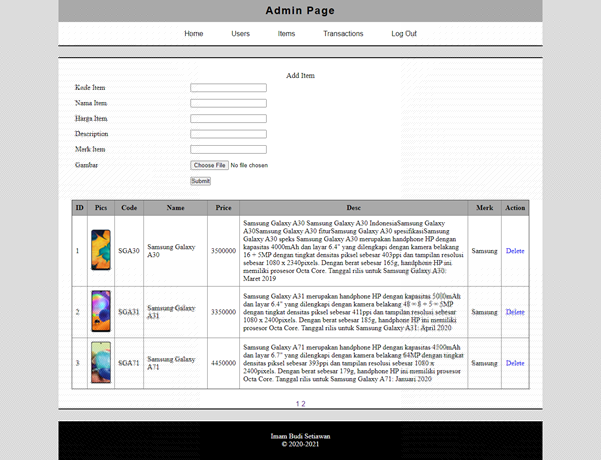 Admin Page
Home Users Items Transactions Log Out
Add Item
Kode Item
Nama Item
Harga Item
Description
Merk Item
Gambar Choose File No file chosen
Submit
ID Pics Code Name Price Desc Merk Action
Samsung Galaxy A30 Samsung Galaxy A30 IndonesiaSamsung Galaxy
A30Samsung Galaxy A30 fiturSamsung Galaxy A30 spesifikasiSamsung
Galaxy A30 speks Samsung Galaxy A30 merupakan handphone HP dengan
kapasitas 4000mAh dan layar 6.4" yang dilengkapi dengan kamera belakang
1 SGA30 Samsung Galaxy A30 3500000 16 + 5MP dengan tingkat densitas piksel sebesar 403ppi dan tampilan resolusi Samsung Delete
sebesar 1080 x 2340pixels. Dengan berat sebesar 165g, handphone HP ini
memiliki prosesor Octa Core. Tanggal rilis untuk Samsung Galaxy A30:
Maret 2019
Samsung Galaxy A31 merupakan handphone HP dengan kapasitas 5000mAh
dan layar 6.4" yang dilengkapi dengan kamera belakang 48 + 8 + 5 + 5MP
2 SGA31 Samsung Galaxy A31 3350000 dengan tingkat densitas piksel sebesar 411ppi dan tampilan resolusi sebesar Samsung Delete
1080 x 2400pixels. Dengan berat sebesar 185g, handphone HP ini memiliki
prosesor Octa Core. Tanggal rilis untuk Samsung Galaxy A31: April 2020
Samsung Galaxy A71 merupakan handphone HP dengan kapasitas 4500mAh
dan layar 6.7" yang dilengkapi dengan kamera belakang 64MP dengan tingkat
3 SGA71 Samsung Galaxy A71 4450000 densitas piksel sebesar 393ppi dan tampilan resolusi sebesar 1080 x Samsung Delete
2400pixels. Dengan berat sebesar 179g, handphone HP ini memiliki prosesor
Octa Core. Tanggal rilis untuk Samsung Galaxy A71: Januari 2020
1 2
Imam Budi Setiawan
© 2020-2021